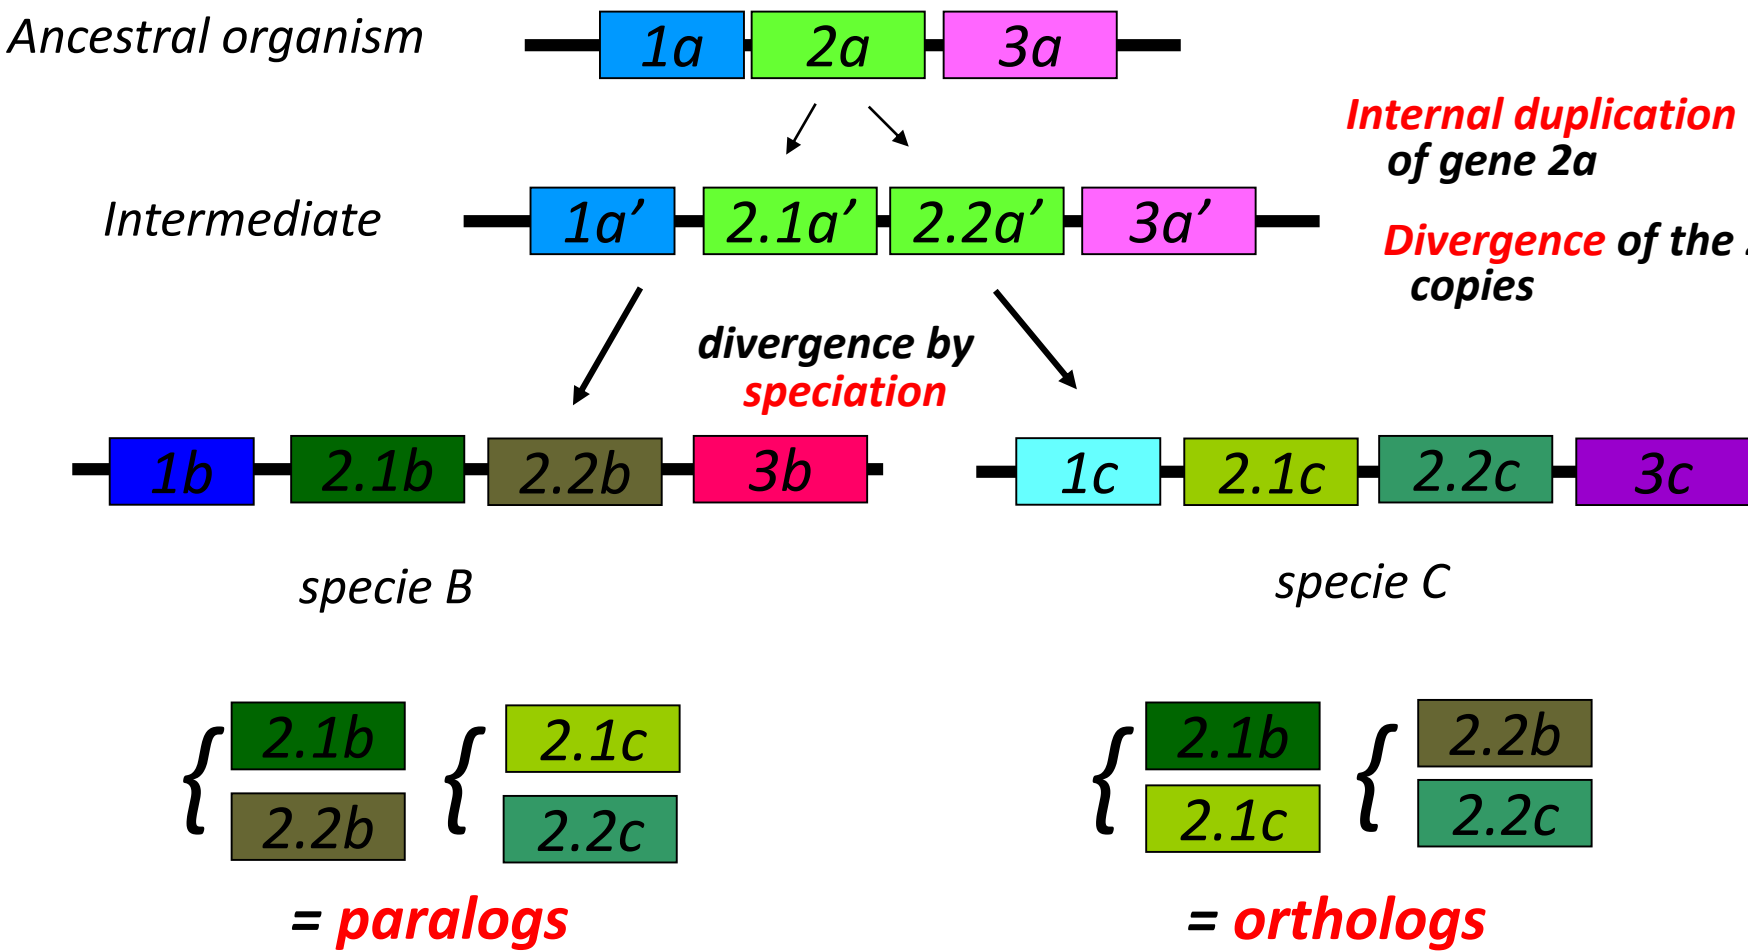 Ancestral organism
1a 2a 3a
Internal duplication
of gene 2a
Intermediate
1a’ 2.1a’ 2.2a’ 3a’
Divergence of the
copies
divergence by
speciation
1b 2.1b 2.2b 3b
1c 2.1c 2.2c 3c
specie B
specie C
{ 2.1b { 2.1c
2.2b 2.2c
= paralogs
{ 2.1b { 2.2b
2.1c 2.2c
= orthologs